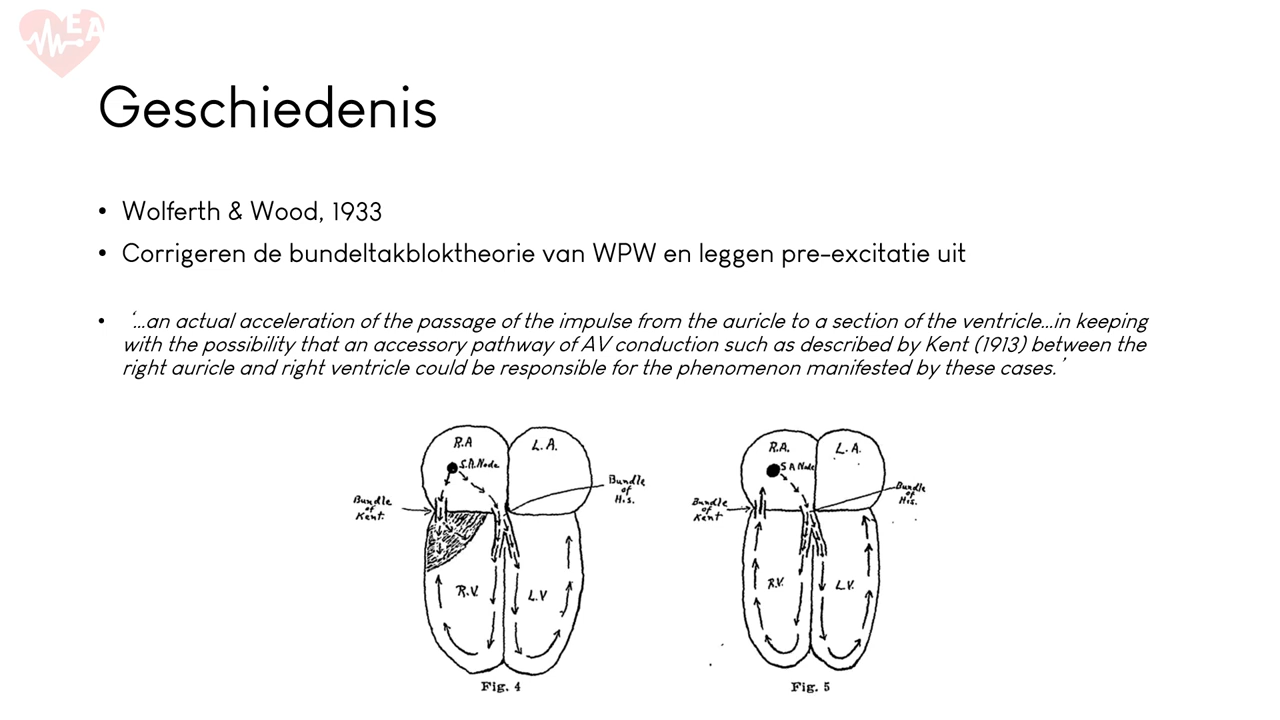 EA
Geschiedenis
• Wolferth & Wood, 1933
• Corrigeren de bundeltakbloktheorie van WPW en leggen pre-excitatie uit
• ‘...an actual acceleration of the passage of the impulse from the auricle to a section of the ventricle...in keeping
with the possibility that an accessory pathway of AV conduction such as described by Kent (1913) between the
right auricle and right ventricle could be responsible for the phenomenon manifested by these cases.’
R.A
L.A.
S.A.Node
Bundle
of
Kent.
Bundle
of
His.
R.V.
L.V
Fig. 4
R.A.
L.A.
S A Node
Bundle
of
Kent
Bundle
of
His.
R.V.
L.V.
Fig. 5